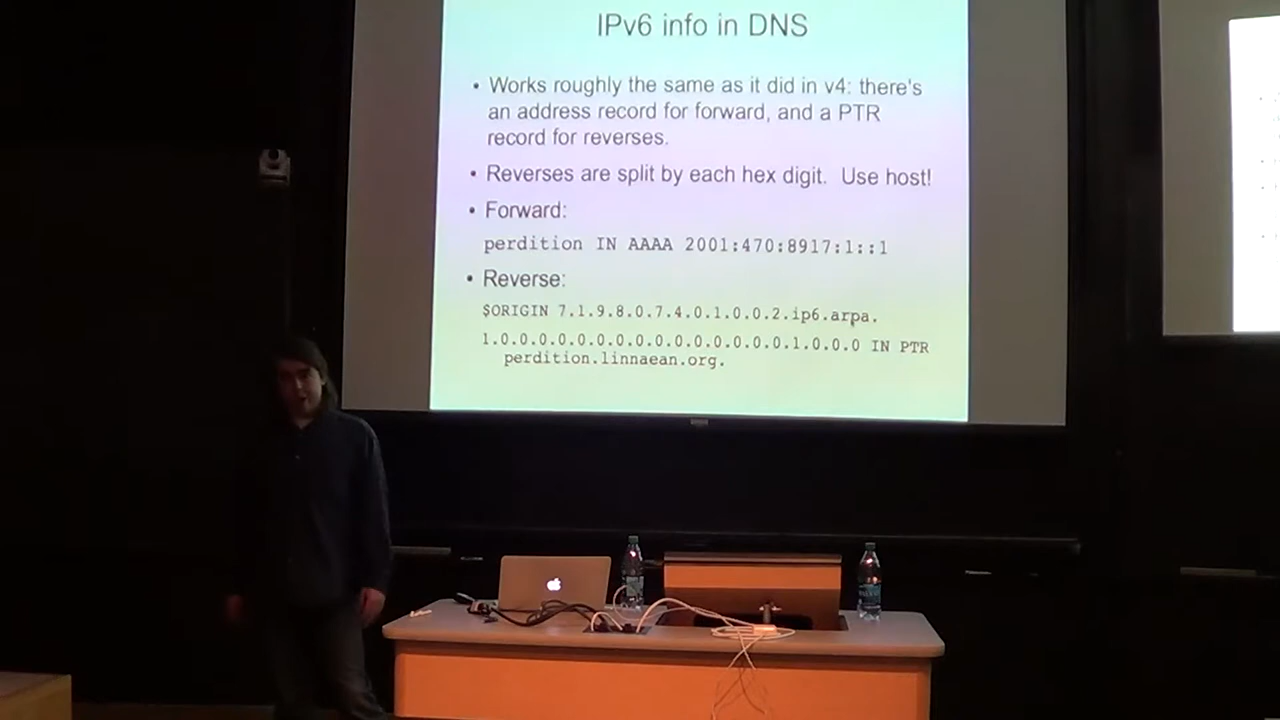 IPv6 info in DNS
• Works roughly the same as it did in v4: there's
an address record for forward, and a PTR
record for reverses.
• Reverses are split by each hex digit. Use host!
• Forward:
perdition IN AAAA 2001:470:8917:1::1
• Reverse:
$ORIGIN 7.1.9.8.0.7.4.0.1.0.0.2.ip6.arpa.
1.0.0.0.0.0.0.0.0.0.0.0.0.0.0.0.1.0.0.0 IN PTR
perdition.linnaean.org.